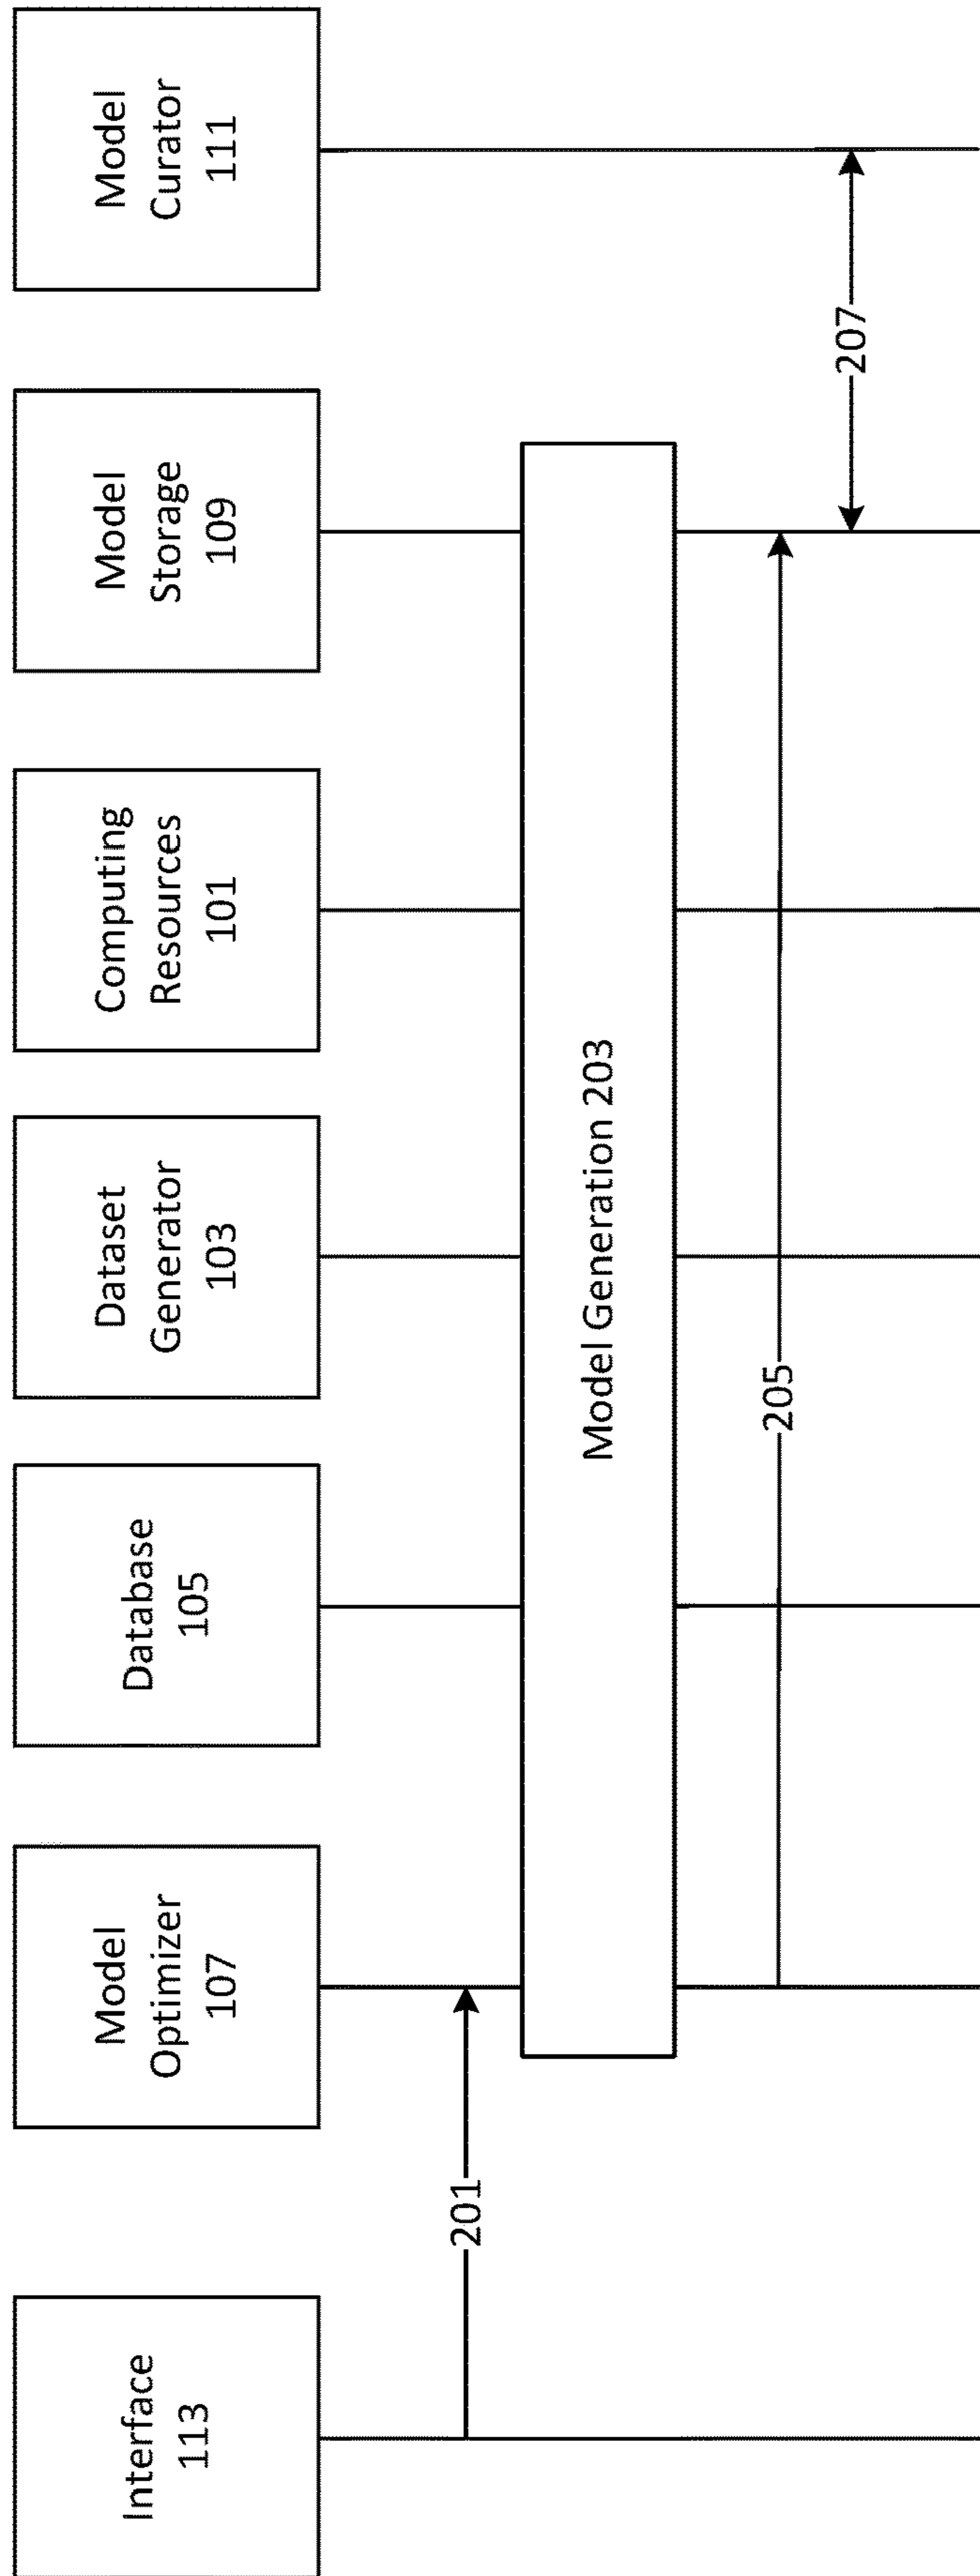 Interface
113
Model
Optimizer
107
Database
105
Dataset
Generator
103
Computing
Resources
101
Model
Storage
109
Model
Curator
111
201
Model Generation 203
205
207